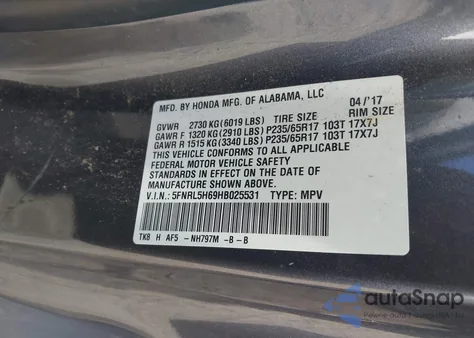 MFD. BY HONDA MFG. OF ALABAMA, LLC 04/'17
GVWR 2730 KG (6019 LBS) TIRE SIZE RIM SIZE
GAWR F 1320 KG (2910 LBS) P235/65R17 103T 17X7J
GAWR R 1515 KG (3340 LBS) P235/65R17 103T 17X7J
THIS VEHICLE CONFORMS TO ALL APPLICABLE
FEDERAL MOTOR VEHICLE SAFETY
STANDARDS IN EFFECT ON THE DATE OF
MANUFACTURE SHOWN ABOVE.
V.I.N.: 5FNRL5H69HB025531 TYPE: MPV
TK8 H AF5 -NH797M -B-B
autoSnap